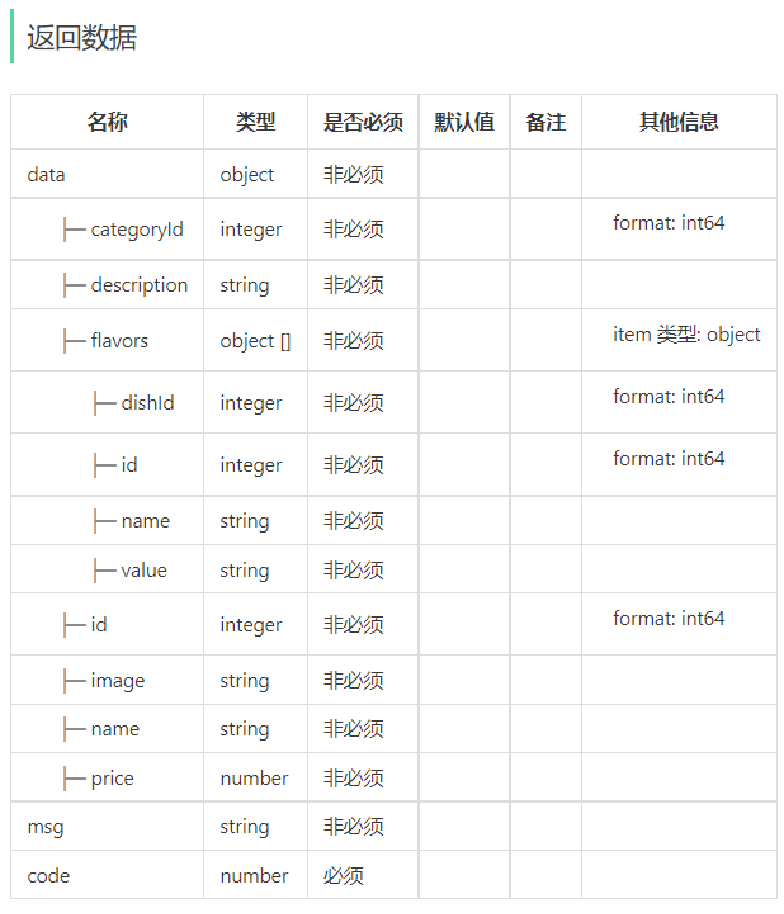 返回数据
名称 类型 是否必须 默认值 备注 其他信息
data object 非必须
├─ categoryId integer 非必须 format: int64
├─ description string 非必须
├─ flavors object [] 非必须 item 类型: object
├─ dishId integer 非必须 format: int64
├─ id integer 非必须 format: int64
├─ name string 非必须
├─ value string 非必须
├─ id integer 非必须 format: int64
├─ image string 非必须
├─ name string 非必须
├─ price number 非必须
msg string 非必须
code number 必须